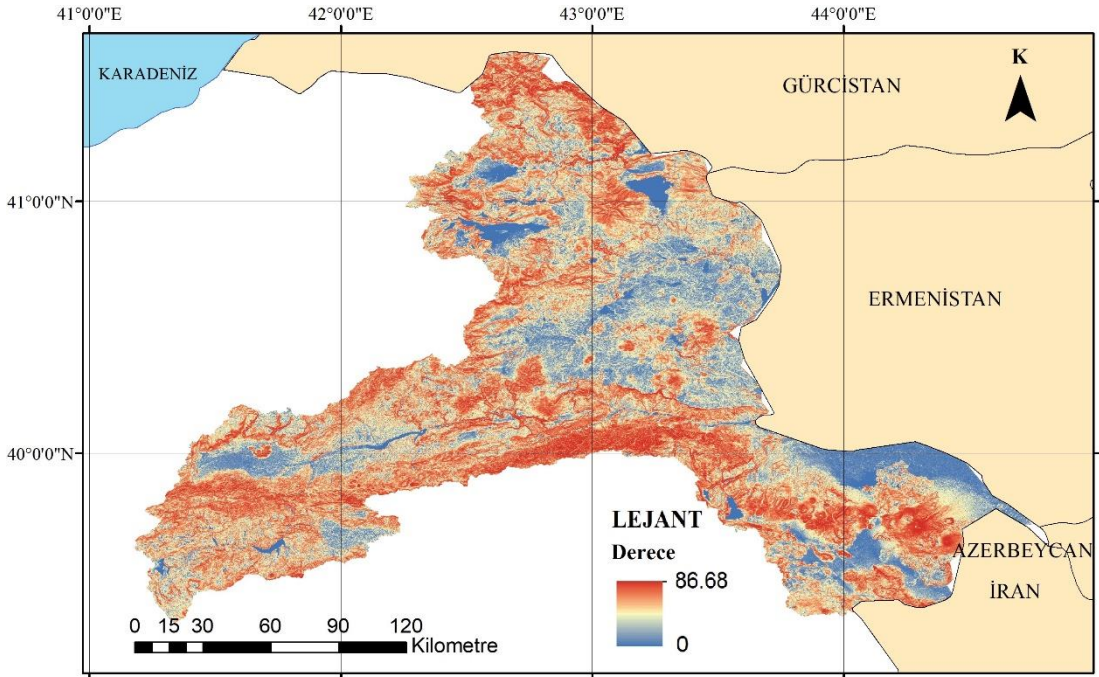 41°0'0"E 42°0'0"E 43°0'0"E 44°0'0"E
KARADENİZ
GÜRCİSTAN
K
41°0'0"N
ERMENİSTAN
40°0'0"N
LEJANT
Derece
86.68
0
AZERBEYCAN
İRAN
0 15 30 60 90 120
Kilometre